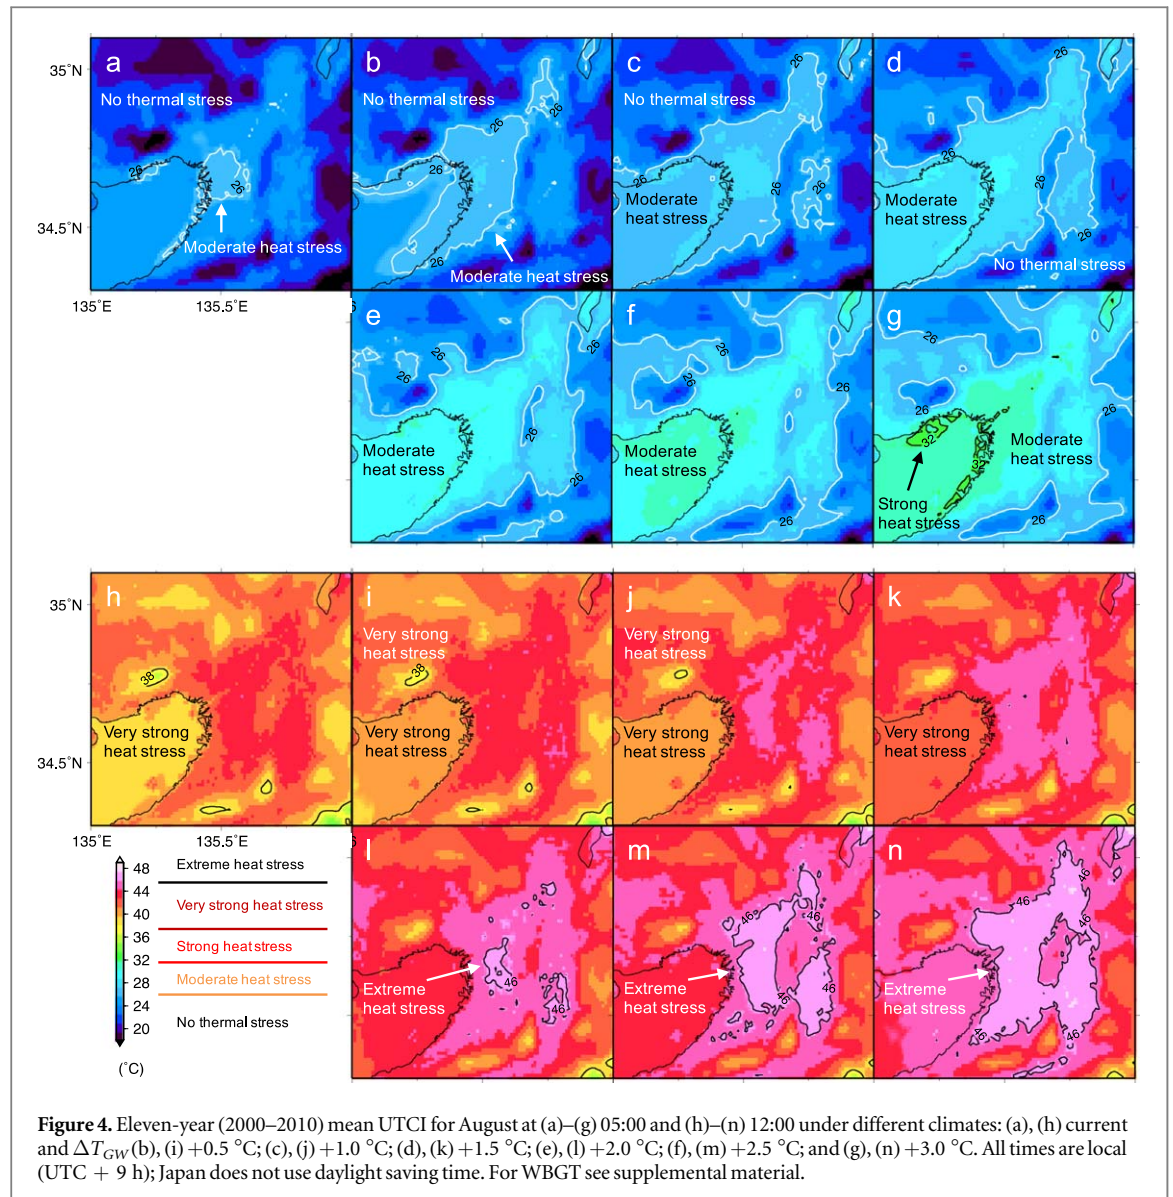 a
b
c
d
35°N
34.5°N
No thermal stress
No thermal stress
No thermal stress
26
26
Moderate heat stress
26
26
26
26
Moderate heat stress
26
26
26
26
Moderate
heat stress
26
26
26
26
Moderate
heat stress
No thermal stress
135°E
135.5°E
e
f
g
26
26
26
26
26
Moderate
heat stress
26
26
26
26
Moderate
heat stress
26
26
26
26
32
32
Moderate
heat stress
Strong
heat stress
h
i
j
k
35°N
34.5°N
38
Very strong
heat stress
Very strong
heat stress
38
Very strong
heat stress
Very strong
heat stress
Very strong
heat stress
Very strong
heat stress
135°E
135.5°E
l
m
n
46
46
Extreme
heat stress
46
46
46
46
Extreme
heat stress
46
46
46
46
46
Extreme
heat stress
48
44
40
36
32
28
24
20
(°C)
Extreme heat stress
Very strong heat stress
Strong heat stress
Moderate heat stress
No thermal stress
Figure 4. Eleven-year (2000–2010) mean UTCI for August at (a)–(g) 05:00 and (h)–(n) 12:00 under different climates: (a), (h) current
and ΔT_GW (b), (i) +0.5 °C; (c), (j) +1.0 °C; (d), (k) +1.5 °C; (e), (l) +2.0 °C; (f), (m) +2.5 °C; and (g), (n) +3.0 °C. All times are local
(UTC + 9 h); Japan does not use daylight saving time. For WBGT see supplemental material.